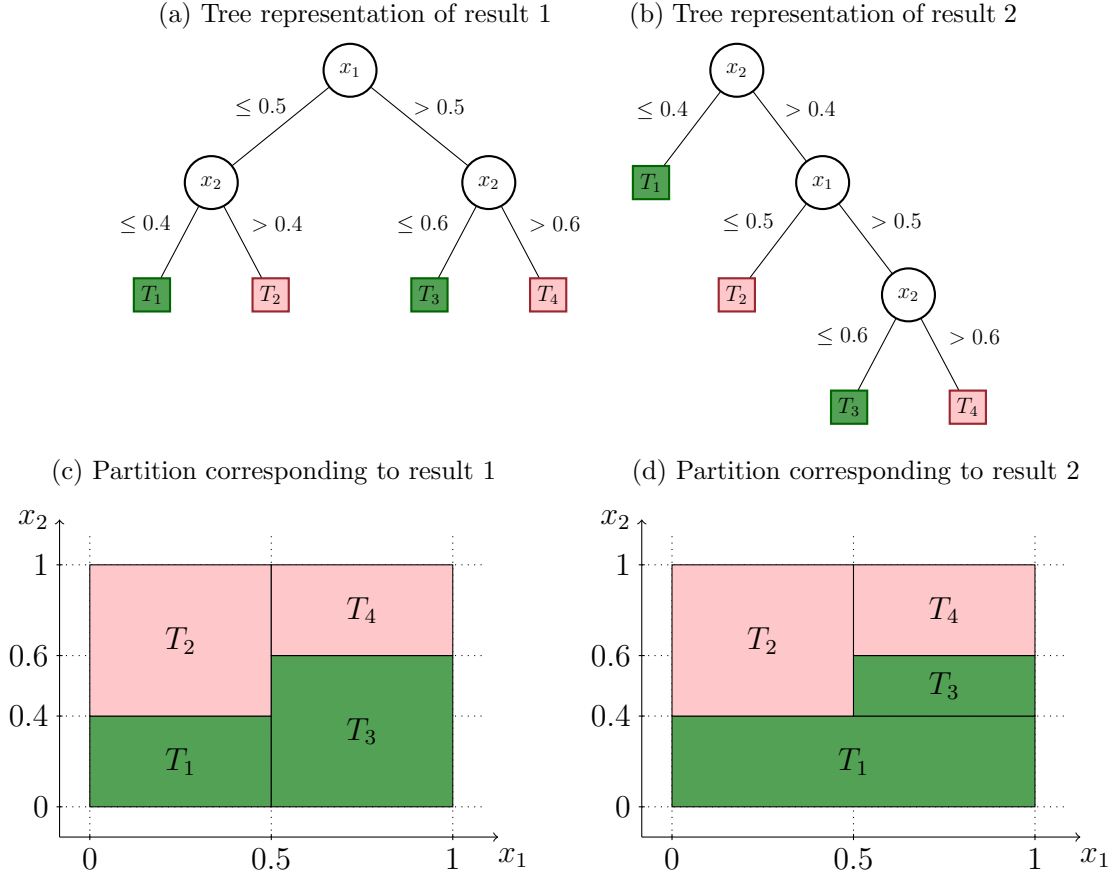 (a) Tree representation of result 1
x₁
≤ 0.5
> 0.5
x₂
x₂
≤ 0.4
> 0.4
≤ 0.6
> 0.6
T₁
T₂
T₃
T₄
(b) Tree representation of result 2
x₂
≤ 0.4
> 0.4
T₁
x₁
≤ 0.5
> 0.5
T₂
x₂
≤ 0.6
> 0.6
T₃
T₄
(c) Partition corresponding to result 1
x₂
1
0.6
0.4
0
T₂
T₄
T₁
T₃
0
0.5
1
x₁
(d) Partition corresponding to result 2
x₂
1
0.6
0.4
0
T₂
T₄
T₃
T₁
0
0.5
1
x₁